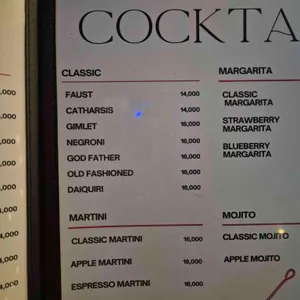 COCKTA
CLASSIC
FAUST 14,000
CATHARSIS 14,000
GIMLET 16,000
NEGRONI 16,000
GOD FATHER 16,000
OLD FASHIONED 16,000
DAIQUIRI 16,000
MARTINI
CLASSIC MARTINI 16,000
APPLE MARTINI 16,000
ESPRESSO MARTINI 16,000
MARGARITA
CLASSIC
MARGARITA
STRAWBERRY
MARGARITA
BLUEBERRY
MARGARITA
MOJITO
CLASSIC MOJITO
APPLE MOJITO